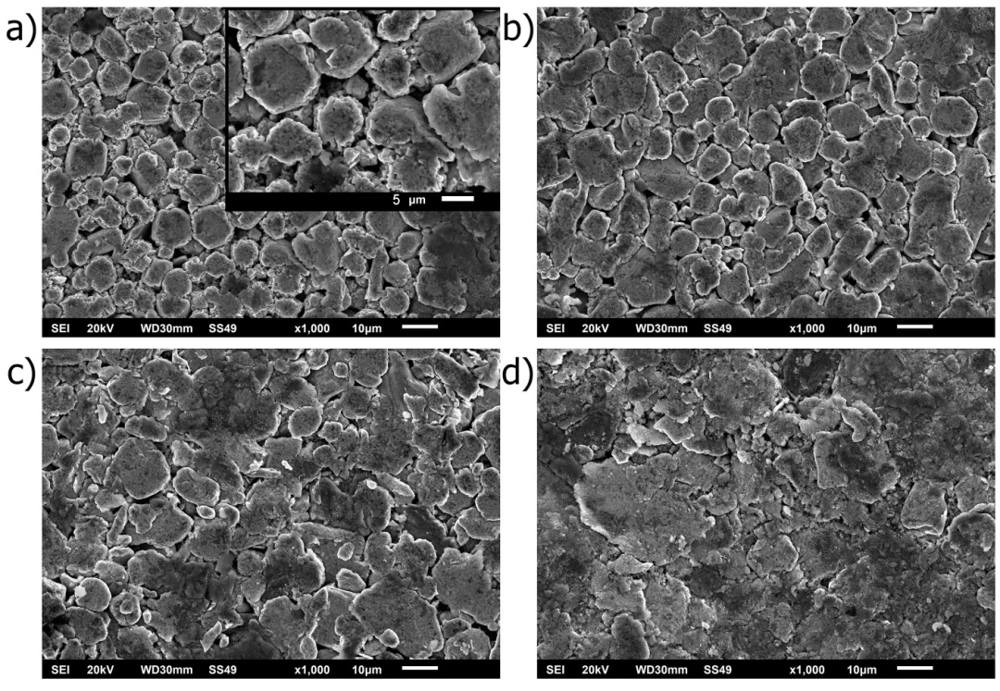 a)
5 µm
SEI 20kV WD30mm SS49 x1,000 10µm
b)
SEI 20kV WD30mm SS49 x1,000 10µm
c)
SEI 20kV WD30mm SS49 x1,000 10µm
d)
SEI 20kV WD30mm SS49 x1,000 10µm